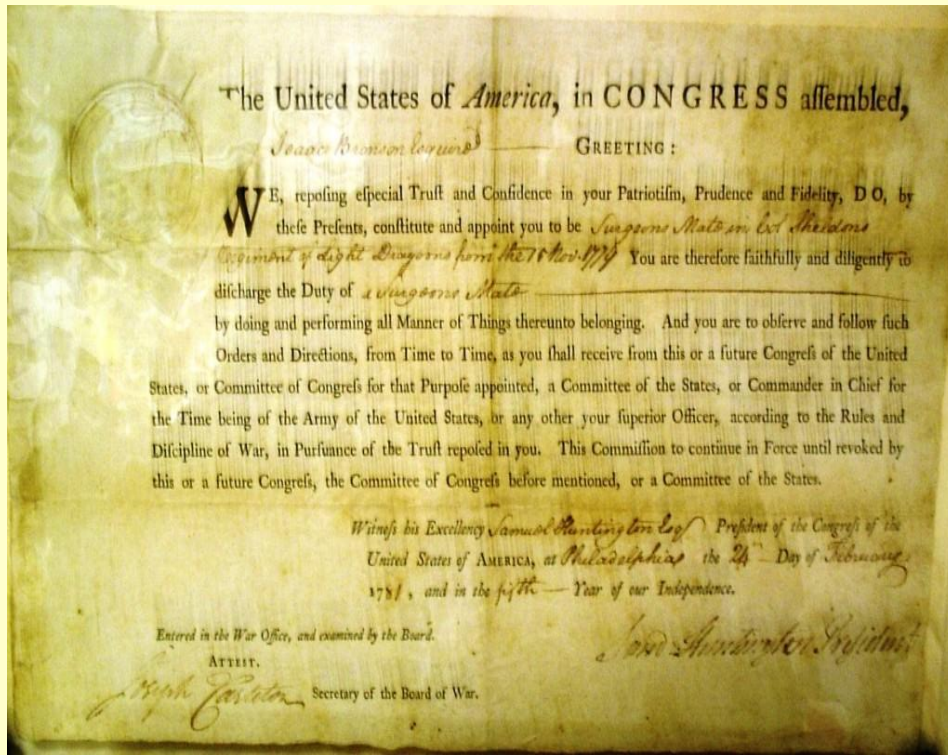 The United States of America, in CONGRESS aſſembled,
Isaac Bronson Esquire — GREETING:
WE, repoſing eſpecial Truſt and Confidence in your Patriotiſm, Prudence and Fidelity, DO, by
theſe Preſents, conſtitute and appoint you to be Surgeons Mate in Col Sheldons
Regiment of Light Dragoons from the 15 Nov. 1779 You are therefore faithfully and diligently to
diſcharge the Duty of a Surgeons Mate
by doing and performing all Manner of Things thereunto belonging. And you are to obſerve and follow ſuch
Orders and Directions, from Time to Time, as you ſhall receive from this or a future Congreſs of the United
States, or Committee of Congreſs for that Purpoſe appointed, a Committee of the States, or Commander in Chief for
the Time being of the Army of the United States, or any other your ſuperior Officer, according to the Rules and
Diſcipline of War, in Purſuance of the Truſt repoſed in you. This Commiſſion to continue in Force until revoked by
this or a future Congreſs, the Committee of Congreſs before mentioned, or a Committee of the States.
Witneſs his Excellency Samuel Huntington Esq Preſident of the Congreſs of the
United States of AMERICA, at Philadelphia the 24th Day of February
1781, and in the fifth — Year of our Independence.
Entered in the War Office, and examined by the Board.
Sam Huntington President
ATTEST.
Joseph Carleton Secretary of the Board of War.